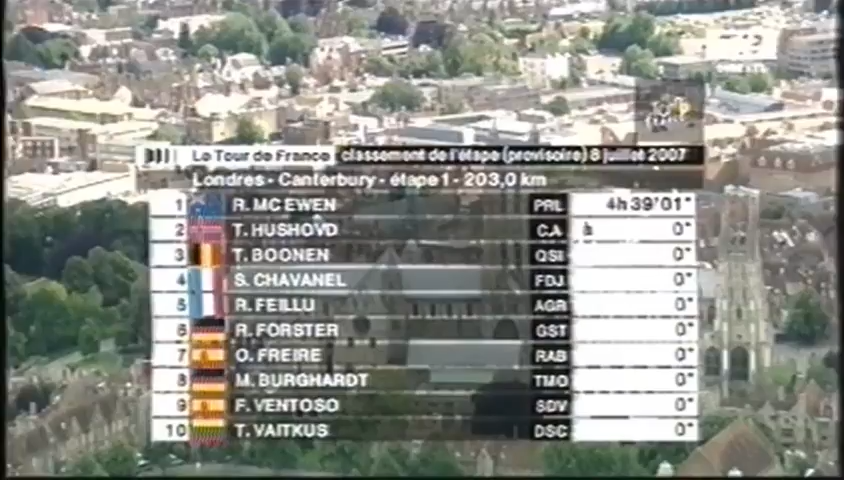 Le Tour de France classement de l'étape (provisoire) 8 juillet 2007
Londres - Canterbury - étape 1 - 203,0 km
1 R. MC EWEN PRL 4h 39'01"
2 T. HUSHOVD C.A à 0"
3 T. BOONEN QSI 0"
4 S. CHAVANEL FDJ 0"
5 R. FEILLU AGR 0"
6 R. FORSTER GST 0"
7 O. FREIRE RAB 0"
8 M. BURGHARDT TMO 0"
9 F. VENTOSO SDV 0"
10 T. VAITKUS DSC 0"